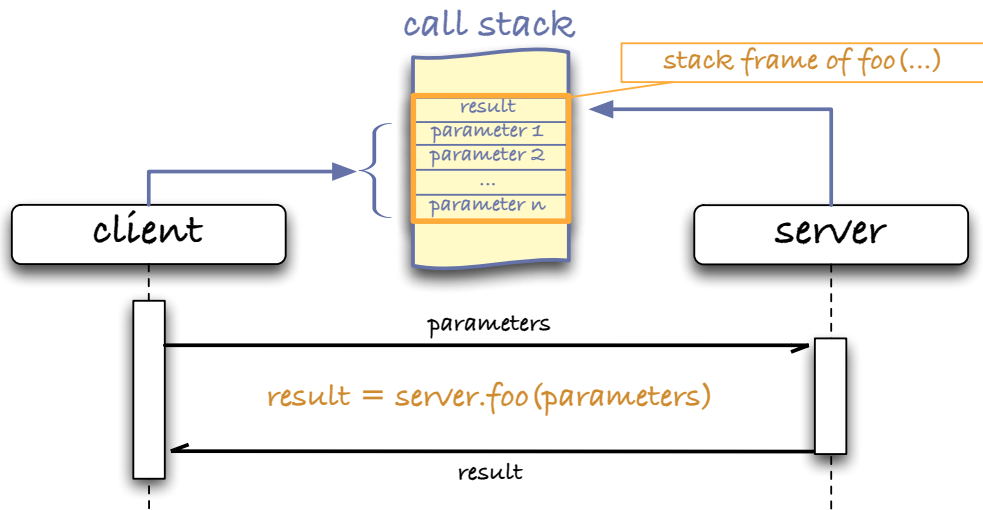 call stack
stack frame of foo(...)
result
parameter 1
parameter 2
...
parameter n
client
server
parameters
result = server.foo(parameters)
result